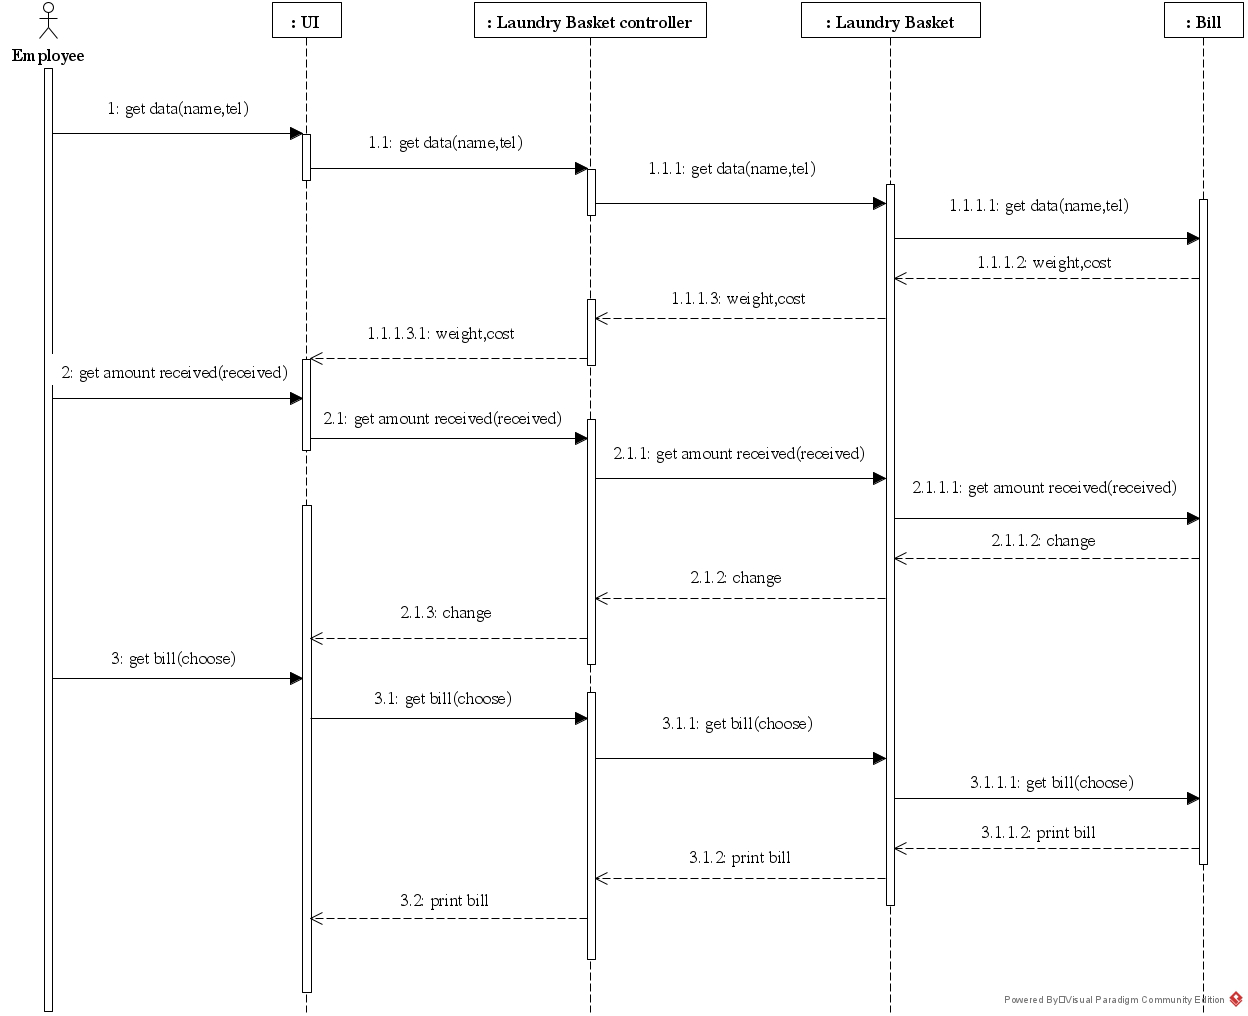 : UI
: Laundry Basket controller
: Laundry Basket
: Bill
Employee
1: get data(name,tel)
1.1: get data(name,tel)
1.1.1: get data(name,tel)
1.1.1.1: get data(name,tel)
1.1.1.2: weight,cost
1.1.1.3: weight,cost
1.1.1.3.1: weight,cost
2: get amount received(received)
2.1: get amount received(received)
2.1.1: get amount received(received)
2.1.1.1: get amount received(received)
2.1.1.2: change
2.1.2: change
2.1.3: change
3: get bill(choose)
3.1: get bill(choose)
3.1.1: get bill(choose)
3.1.1.1: get bill(choose)
3.1.1.2: print bill
3.1.2: print bill
3.2: print bill
Powered By□Visual Paradigm Community Edition